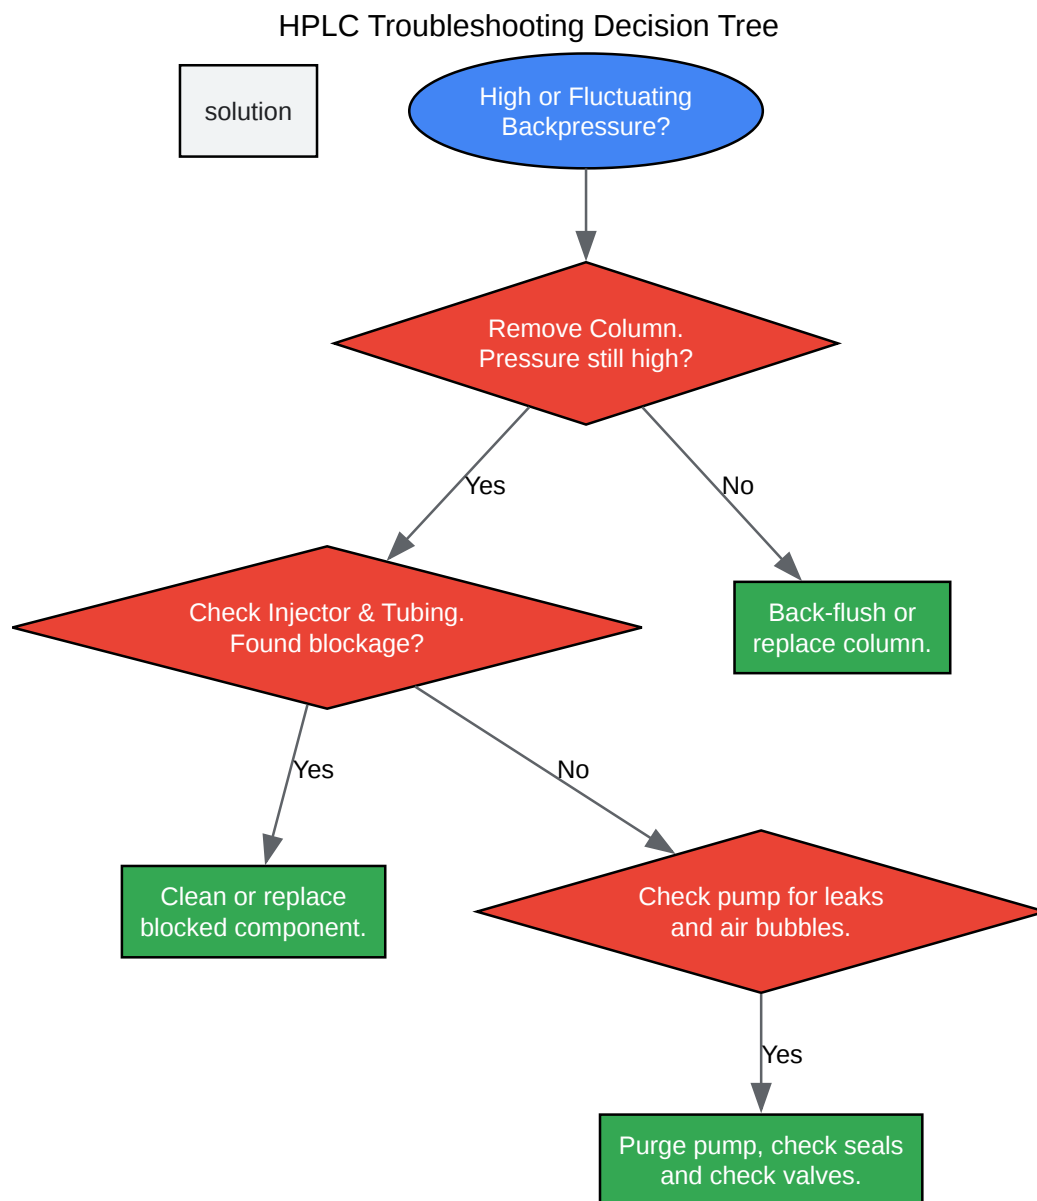 HPLC Troubleshooting Decision Tree
solution
High or Fluctuating
Backpressure?
Remove Column.
Pressure still high?
Yes
No
Check Injector & Tubing.
Found blockage?
Back-flush or
replace column.
Yes
No
Clean or replace
blocked component.
Check pump for leaks
and air bubbles.
Yes
Purge pump, check seals
and check valves.